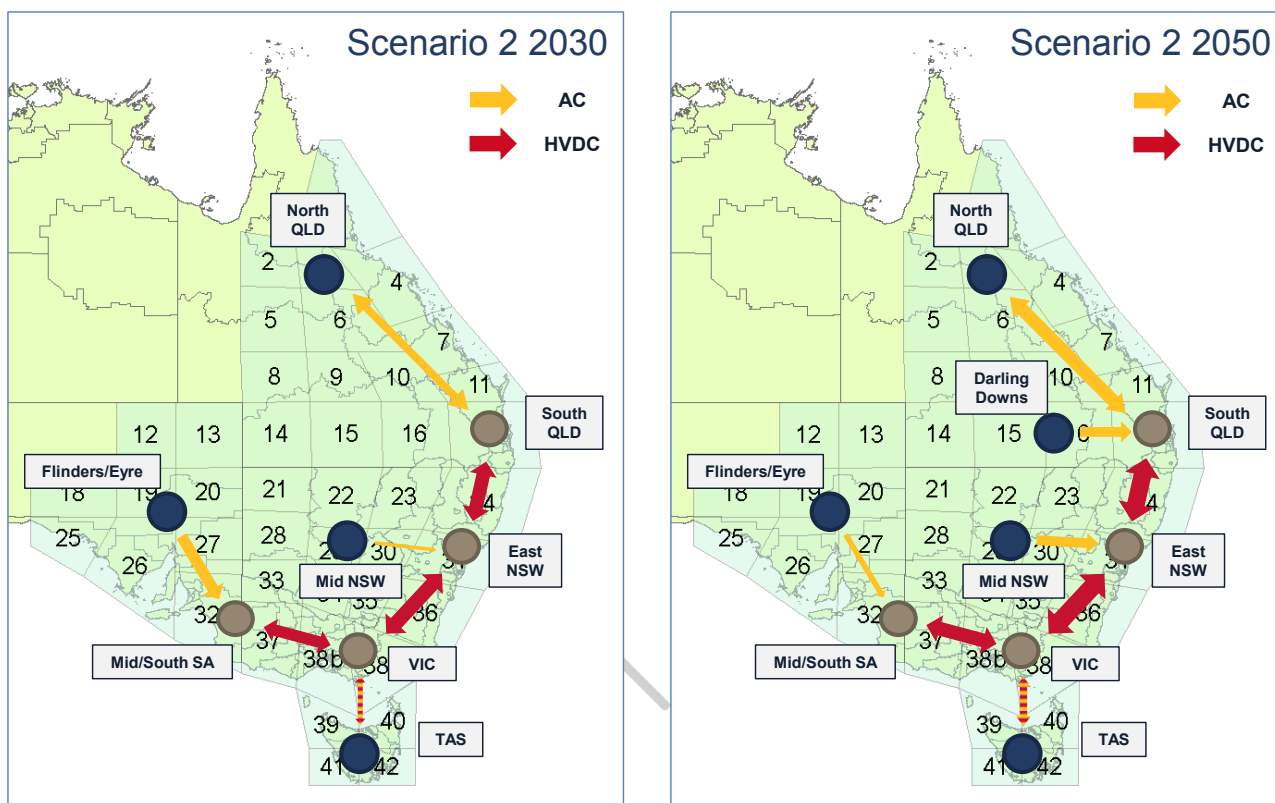 Scenario 2 2030
AC
HVDC
North
QLD
2
4
5
6
7
8
9
10
11
12
13
14
15
16
South
QLD
Flinders/Eyre
18
19
20
21
22
23
25
26
27
28
30
East
NSW
Mid NSW
33
35
36
32
37
38b
38
Mid/South SA
VIC
39
40
TAS
41
42
Scenario 2 2050
AC
HVDC
North
QLD
2
4
5
6
7
8
10
11
Darling
Downs
12
13
14
15
South
QLD
Flinders/Eyre
18
19
20
21
22
23
25
26
27
28
30
East
NSW
Mid NSW
33
35
36
32
37
38b
38
Mid/South SA
VIC
39
40
TAS
41
42